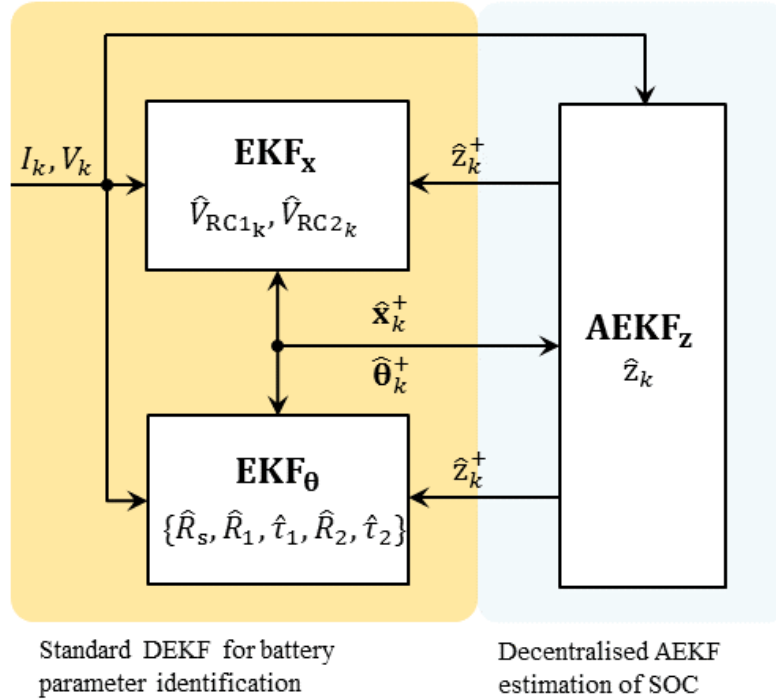 EKFₓ
I_k, V_k
ẑ_k^+
V̂_RC1_k, V̂_RC2_k
x̂_k^+
AEKF_z
θ̂_k^+
ẑ_k
EKF_θ
ẑ_k^+
{R̂_s, R̂_1, τ̂_1, R̂_2, τ̂_2}
Standard DEKF for battery
parameter identification
Decentralised AEKF
estimation of SOC